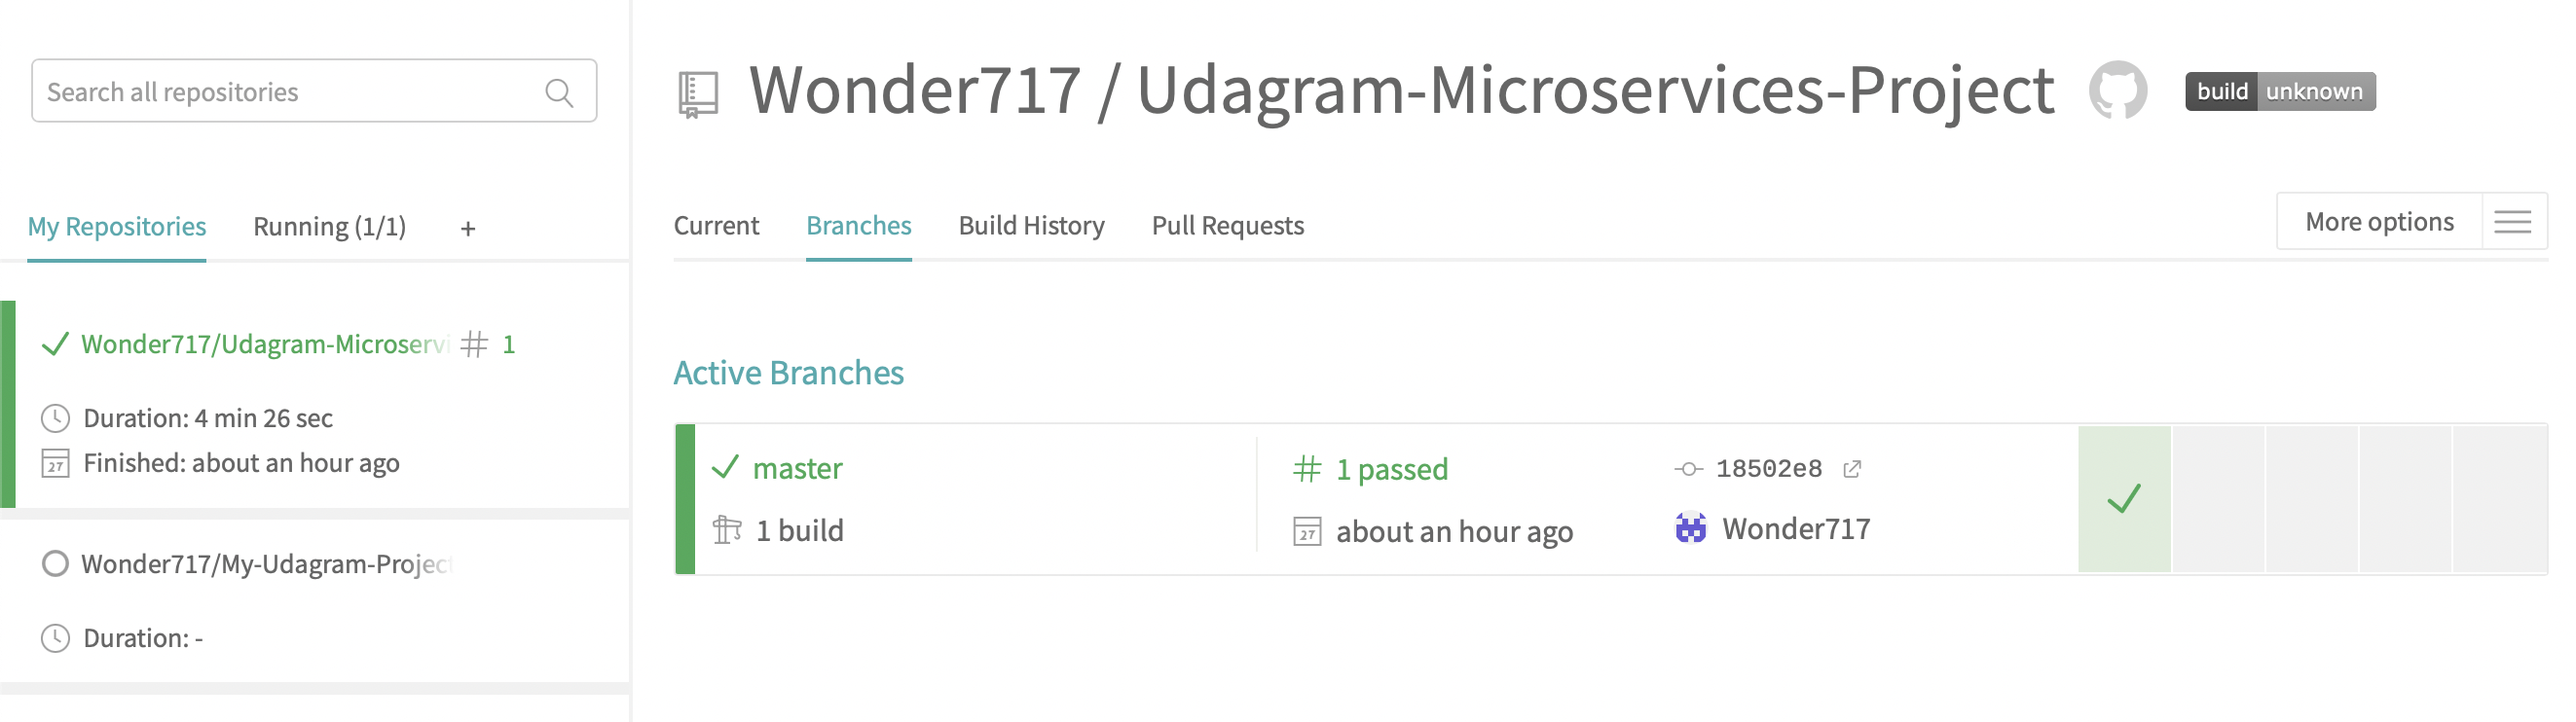 Search all repositories
My Repositories
Running (1/1)
+
Wonder717/Udagram-Microservi # 1
Duration: 4 min 26 sec
27
Finished: about an hour ago
Wonder717/My-Udagram-Project
Duration: -
Wonder717 / Udagram-Microservices-Project
build unknown
Current
Branches
Build History
Pull Requests
More options
Active Branches
master
1 build
# 1 passed
27
about an hour ago
18502e8
Wonder717